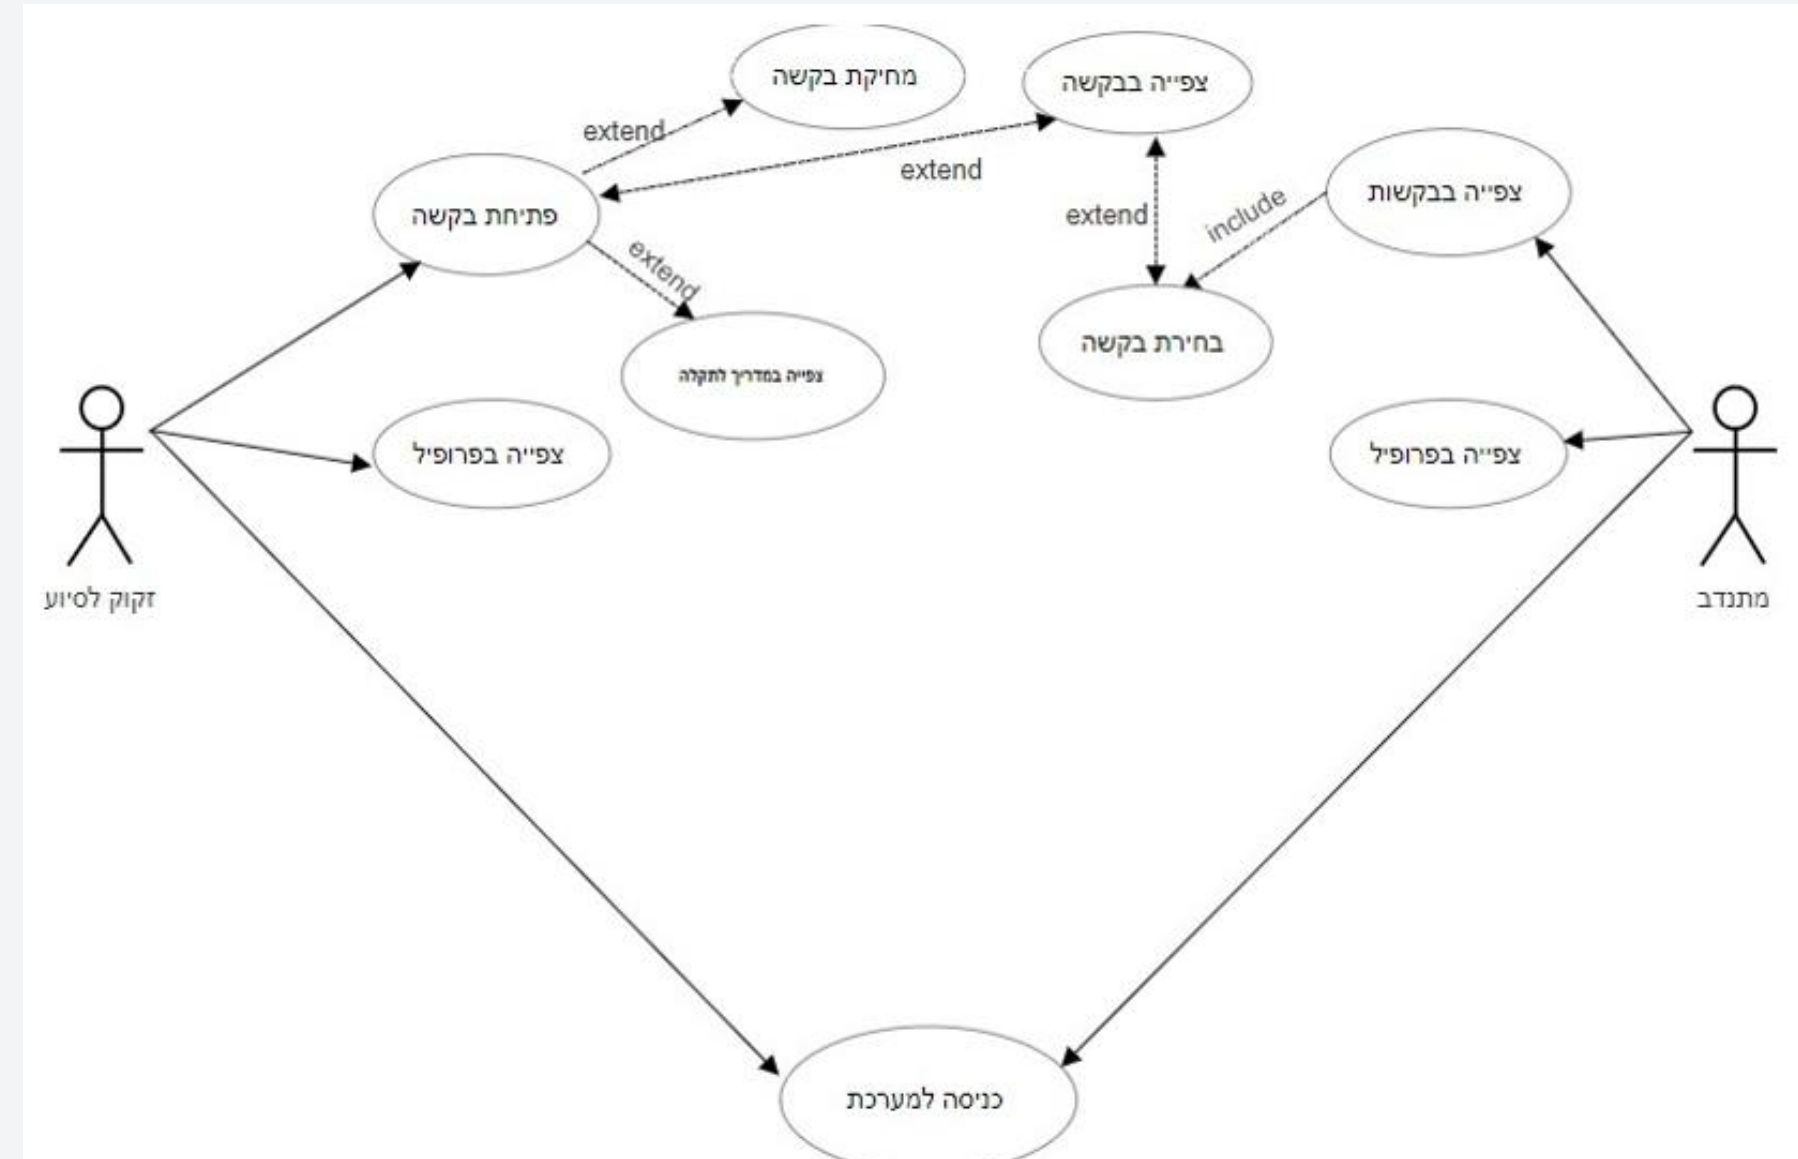 מחיקת בקשה
צפייה בבקשה
extend
extend
צפייה בבקשות
פתיחת בקשה
extend
include
extend
בחירת בקשה
צפייה במדריך לתקלה
צפייה בפרופיל
צפייה בפרופיל
זקוק לסיוע
מתנדב
כניסה למערכת